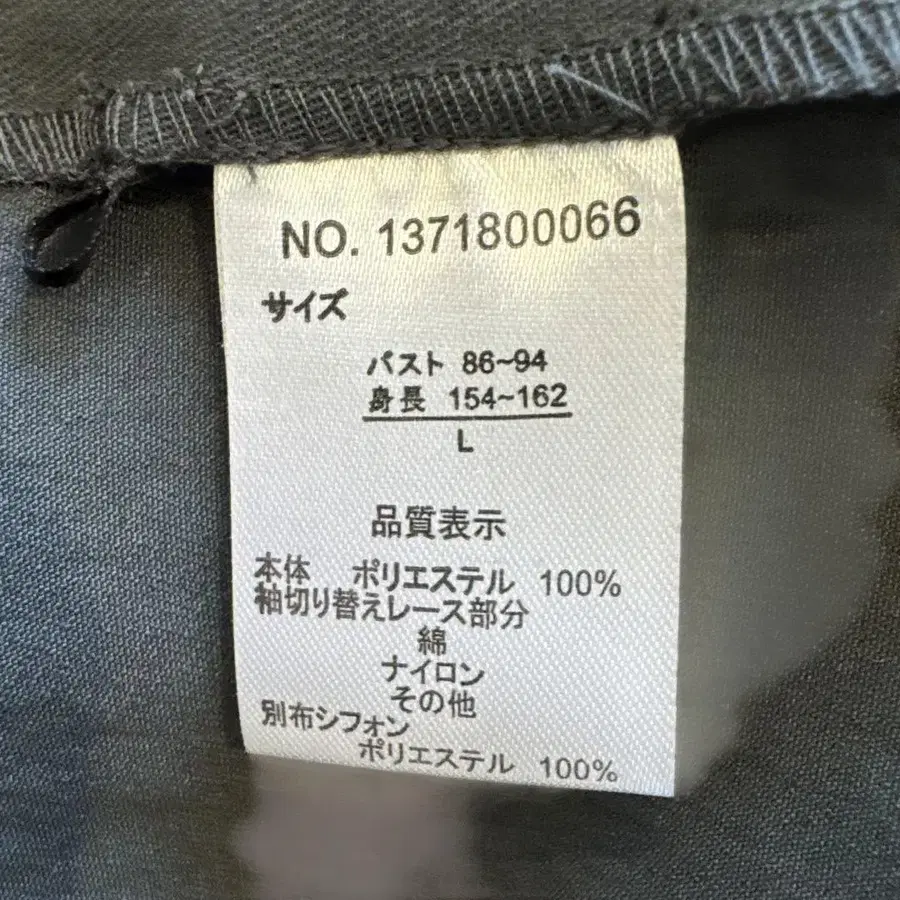 NO. 1371800066
サイズ
バスト 86~94
身長 154~162
L
品質表示
本体 ポリエステル 100%
袖切り替えレース部分
綿
ナイロン
その他
別布シフォン
ポリエステル 100%